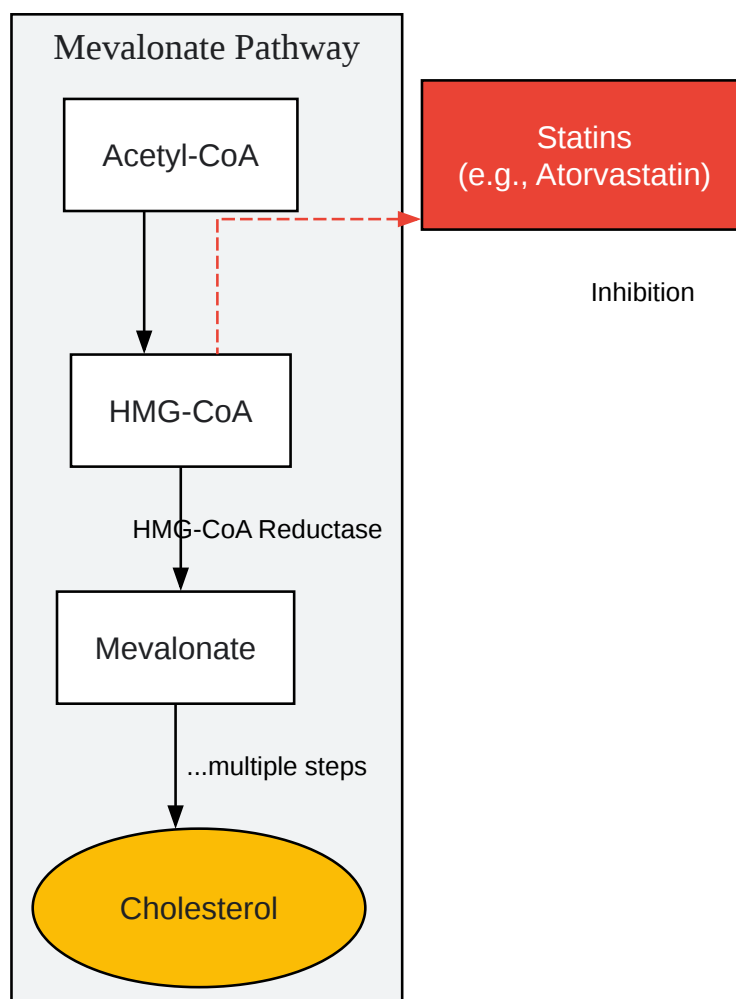 Mevalonate Pathway
Acetyl-CoA
Statins
(e.g., Atorvastatin)
Inhibition
HMG-CoA
HMG-CoA Reductase
Mevalonate
...multiple steps
Cholesterol